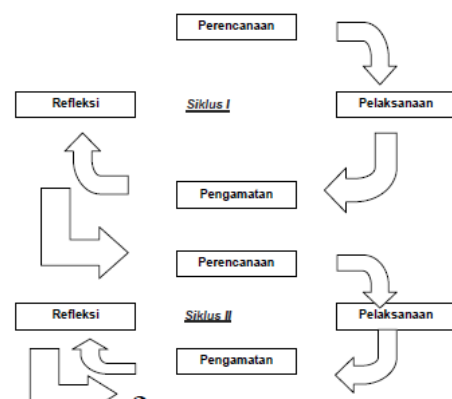 Perencanaan
Refleksi
Siklus I
Pelaksanaan
Pengamatan
Perencanaan
Refleksi
Siklus II
Pelaksanaan
Pengamatan